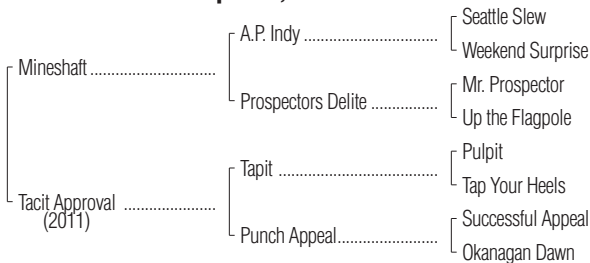 Seattle Slew
A.P. Indy ..........................
Weekend Surprise
Mineshaft ........................
Mr. Prospector
Prospectors Delite .............
Up the Flagpole
Pulpit
Tapit ...............................
Tap Your Heels
Tacit Approval ..................
(2011)
Successful Appeal
Punch Appeal...................
Okanagan Dawn